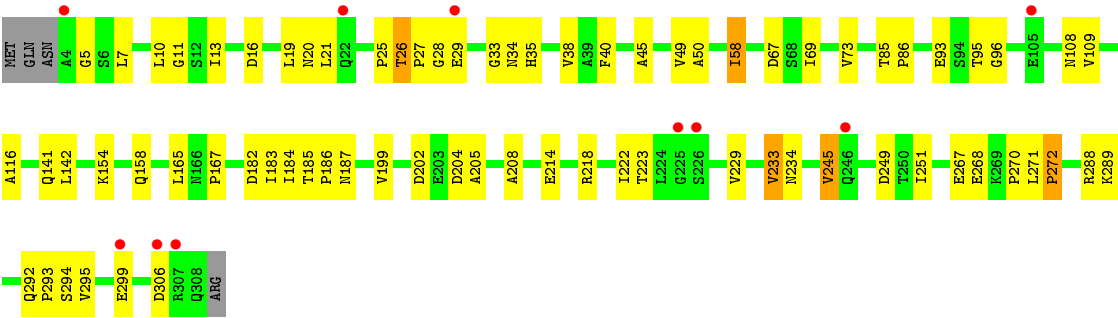 MET GLN ASN A4 G5 S6 L7 L10 G11 S12 I13 D16 L19 N20 L21 Q22 P25 T26 P27 G28 E29 G33 N34 H35 V38 A39 F40 A45 V49 A50 I58 D67 S68 I69 V73 T85 P86 E93 S94 T95 G96 E105 N108 V109
A116 Q141 L142 K154 Q158 L165 N166 P167 D182 I183 I184 T185 P186 N187 V199 D202 E203 D204 A205 A208 E214 R218 I222 T223 L224 G225 S226 V229 V233 N234 V245 Q246 D249 T250 I251 E267 E268 K269 P270 L271 P272 R288 K289
Q292 P293 S294 V295 E299 D306 R307 Q308 ARG